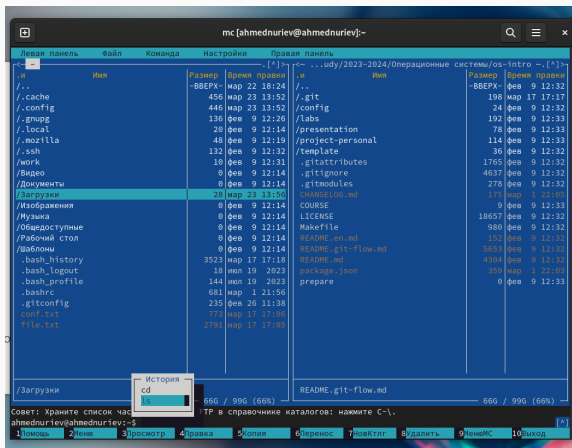 mc [ahmednuriev@ahmednuriev]:~
Левая панель Файл Команда Настройки Правая панель
<- ~ .[^]> <- ...udy/2023-2024/Операционные системы/os-intro ~.[^]>
.и Имя Размер Время правки .и Имя Размер Время правки
/.. -ВВЕРХ- мар 22 18:24 /.. -ВВЕРХ- фев 9 12:32
/.cache 456 мар 23 13:52 /.git 198 мар 17 17:17
/.config 446 мар 23 13:52 /config 24 фев 9 12:32
/.gnupg 136 фев 9 12:26 /labs 192 фев 9 12:33
/.local 20 фев 9 12:14 /presentation 78 фев 9 12:33
/.mozilla 48 фев 9 12:19 /project-personal 114 фев 9 12:33
/.ssh 132 фев 9 12:32 /template 36 фев 9 12:32
/work 10 фев 9 12:31 .gitattributes 1765 фев 9 12:32
/Видео 0 фев 9 12:14 .gitignore 4637 фев 9 12:32
/Документы 0 фев 9 12:14 .gitmodules 278 фев 9 12:32
/Загрузки 28 мар 23 13:56 CHANGELOG.md 175 мар 1 22:05
/Изображения 0 фев 9 12:14 COURSE 9 фев 9 12:33
/Музыка 0 фев 9 12:14 LICENSE 18657 фев 9 12:32
/Общедоступные 0 фев 9 12:14 Makefile 980 фев 9 12:32
/Рабочий стол 0 фев 9 12:14 README.en.md 152 фев 9 12:32
/Шаблоны 0 фев 9 12:14 README.git-flow.md 5653 фев 9 12:32
.bash_history 3523 мар 17 17:18 README.md 4304 фев 9 12:32
.bash_logout 18 июл 19 2023 package.json 359 мар 1 22:03
.bash_profile 144 июл 19 2023 prepare 0 фев 9 12:33
.bashrc 681 мар 1 21:56
.gitconfig 235 фев 26 11:38
conf.txt 773 мар 17 17:06
file.txt 2791 мар 17 17:05
История
/Загрузки cd README.git-flow.md
ls 66G / 99G (66%) 66G / 99G (66%)
Совет: Храните список час FTP в справочнике каталогов: нажмите C-\.
ahmednuriev@ahmednuriev:~$ [^]
1Помощь 2Меню 3Просмотр 4Правка 5Копия 6Перенос 7НовКтлг 8Удалить 9МенюMC 10Выход